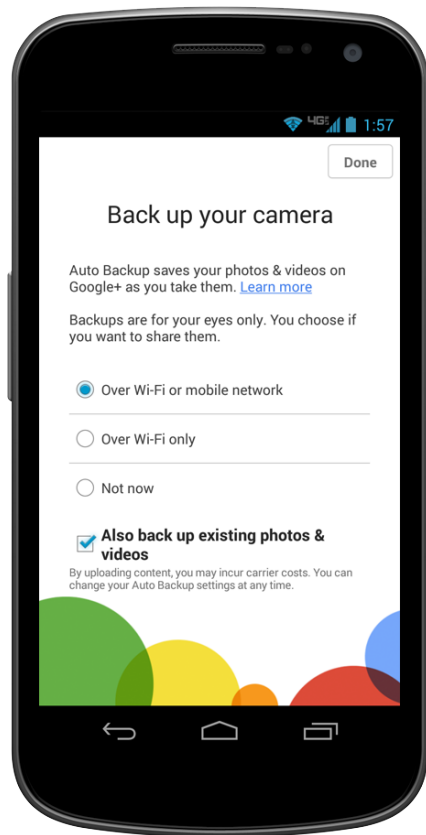 4G 1:57
Done
Back up your camera
Auto Backup saves your photos & videos on
Google+ as you take them. Learn more
Backups are for your eyes only. You choose if
you want to share them.
Over Wi-Fi or mobile network
Over Wi-Fi only
Not now
Also back up existing photos &
videos
By uploading content, you may incur carrier costs. You can
change your Auto Backup settings at any time.